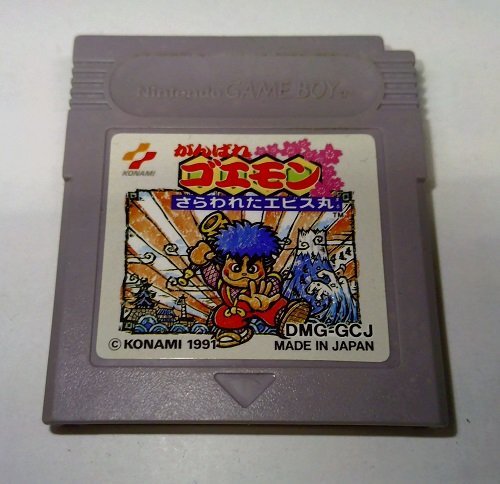 Nintendo GAME BOY®
KONAMI
がんばれ
ゴエモン
さらわれたエビス丸
TM
DMG-GCJ
© KONAMI 1991
MADE IN JAPAN